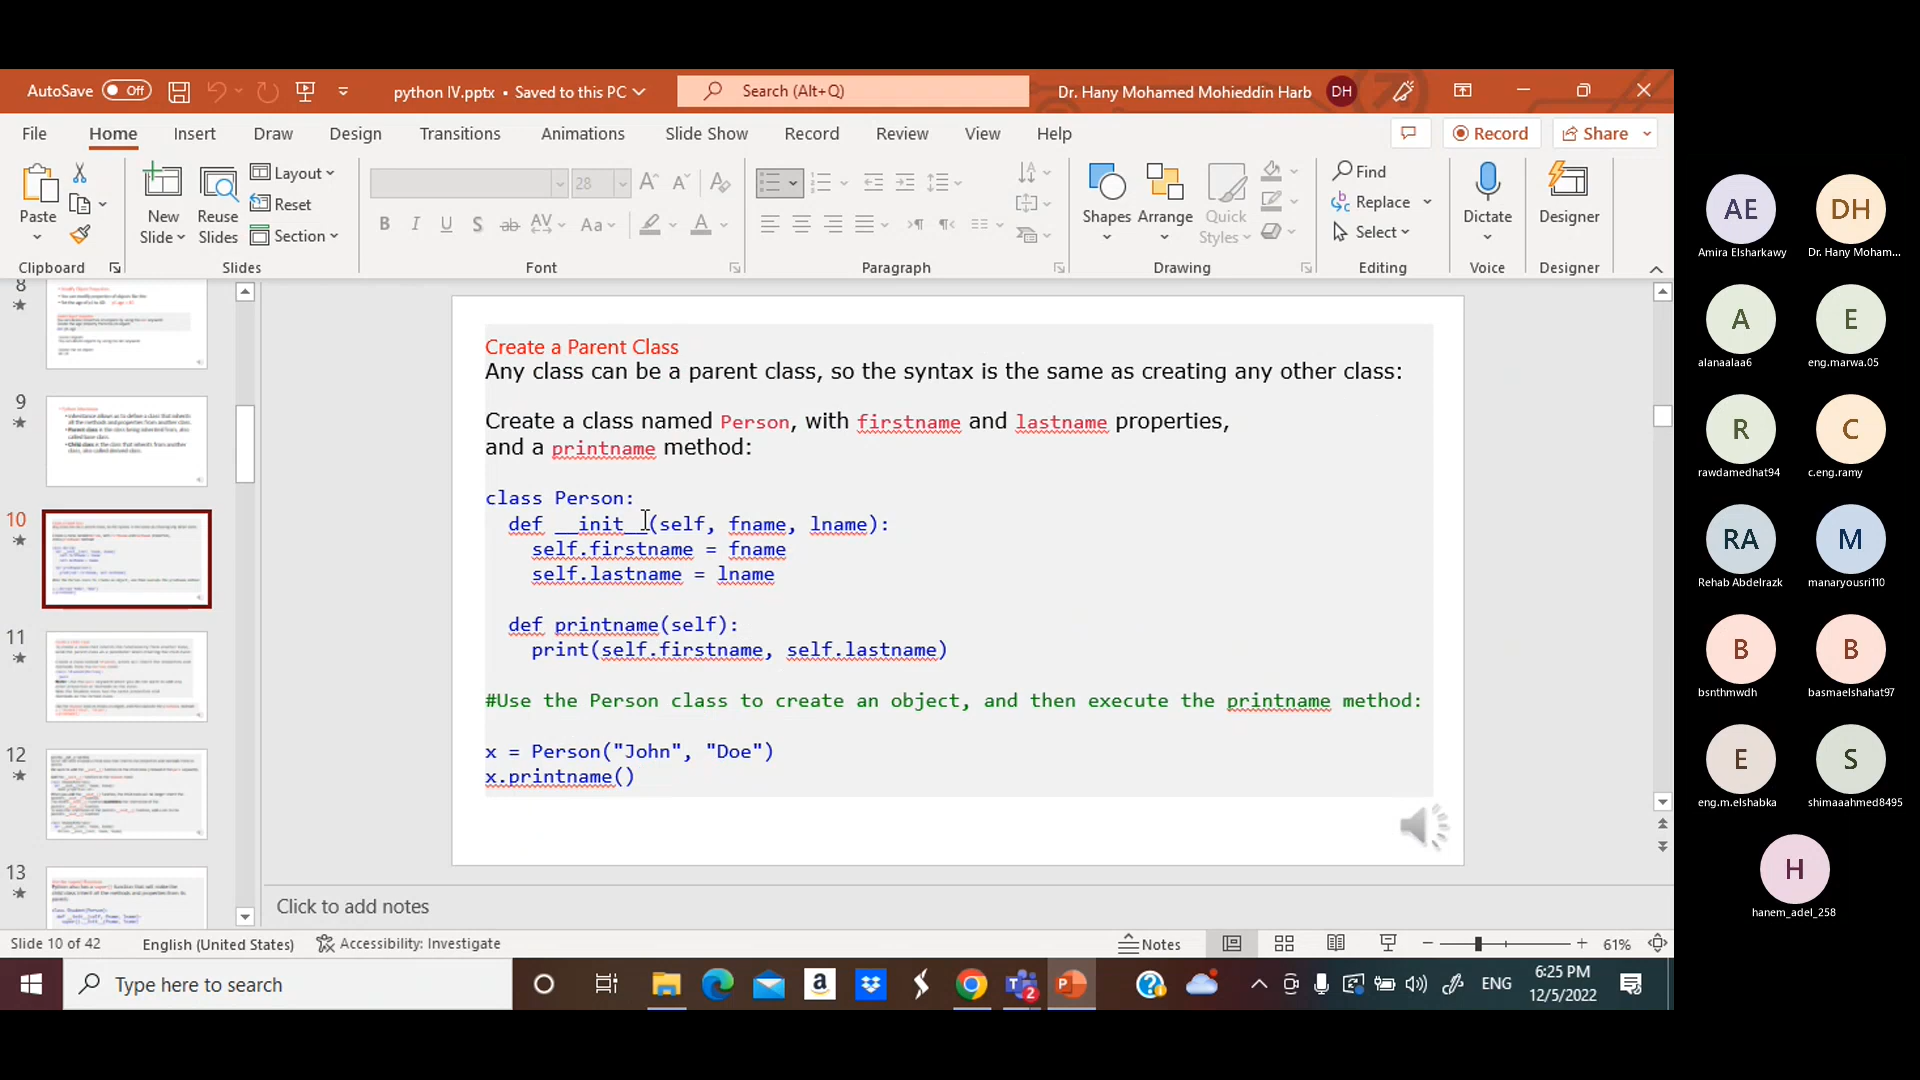 AutoSave Off python IV.pptx • Saved to this PC Search (Alt+Q) Dr. Hany Mohamed Mohieddin Harb DH
File Home Insert Draw Design Transitions Animations Slide Show Record Review View Help Record Share
Paste New Slide Reuse Slides Layout Reset Section 28 Shapes Arrange Quick Styles Find Replace Select Dictate Designer
Clipboard Slides Font Paragraph Drawing Editing Voice Designer
8
9
10
11
12
13
Create a Parent Class
Any class can be a parent class, so the syntax is the same as creating any other class:
Create a class named Person, with firstname and lastname properties,
and a printname method:
class Person:
def __init__(self, fname, lname):
self.firstname = fname
self.lastname = lname
def printname(self):
print(self.firstname, self.lastname)
#Use the Person class to create an object, and then execute the printname method:
x = Person("John", "Doe")
x.printname()
Click to add notes
Slide 10 of 42 English (United States) Accessibility: Investigate Notes 61%
Type here to search ENG 6:25 PM
12/5/2022
AE DH
Amira Elsharkawy Dr. Hany Moham...
A E
alanaalaa6 eng.marwa.05
R C
rawdamedhat94 c.eng.ramy
RA M
Rehab Abdelrazk manaryousri110
B B
bsnthmwdh basmaelshahat97
E S
eng.m.elshabka shimaaahmed8495
H
hanem_adel_258